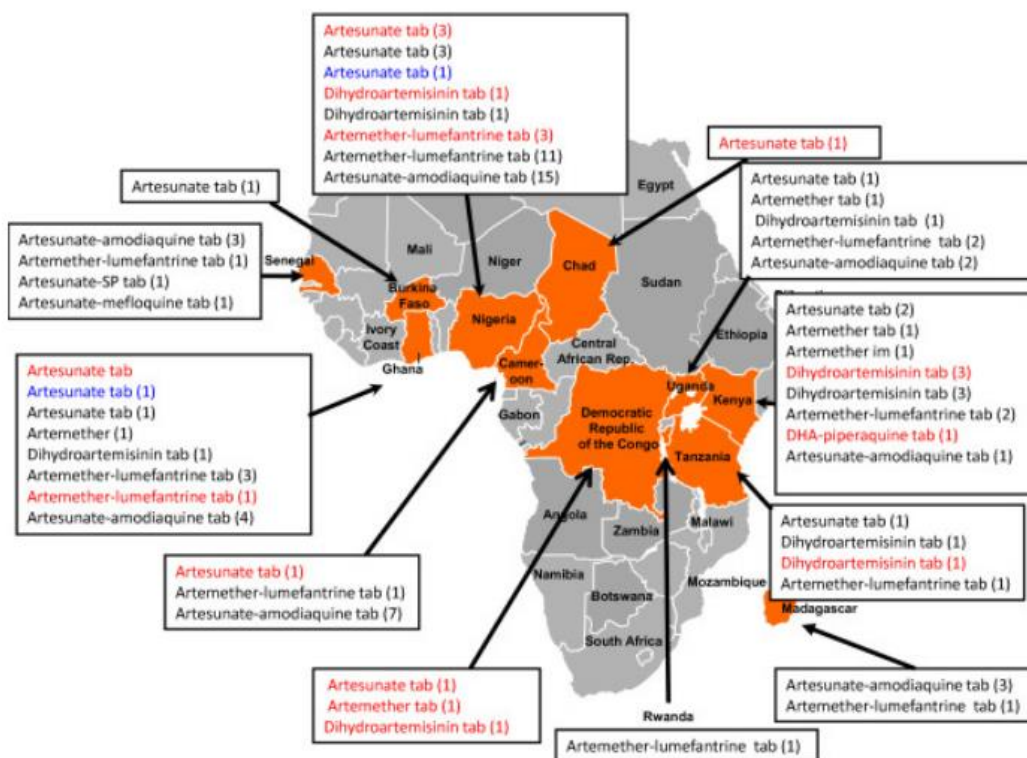 Artesunate tab (3)
Artesunate tab (3)
Artesunate tab (1)
Dihydroartemisinin tab (1)
Dihydroartemisinin tab (1)
Artemether-lumefantrine tab (3)
Artemether-lumefantrine tab (11)
Artesunate-amodiaquine tab (15)
Artesunate tab (1)
Artesunate tab (1)
Artesunate tab (1)
Artemether tab (1)
Dihydroartemisinin tab (1)
Artemether-lumefantrine tab (2)
Artesunate-amodiaquine tab (2)
Artesunate-amodiaquine tab (3)
Artemether-lumefantrine tab (1)
Artesunate-SP tab (1)
Artesunate-mefloquine tab (1)
Artesunate tab (2)
Artemether tab (1)
Artemether im (1)
Dihydroartemisinin tab (3)
Dihydroartemisinin tab (3)
Artemether-lumefantrine tab (2)
DHA-piperaquine tab (1)
Artesunate-amodiaquine tab (1)
Artesunate tab
Artesunate tab (1)
Artesunate tab (1)
Artemether (1)
Dihydroartemisinin tab (1)
Artemether-lumefantrine tab (3)
Artemether-lumefantrine tab (1)
Artesunate-amodiaquine tab (4)
Artesunate tab (1)
Dihydroartemisinin tab (1)
Dihydroartemisinin tab (1)
Artemether-lumefantrine tab (1)
Artesunate tab (1)
Artemether-lumefantrine tab (1)
Artesunate-amodiaquine tab (7)
Artesunate tab (1)
Artemether tab (1)
Dihydroartemisinin tab (1)
Artesunate-amodiaquine tab (3)
Artemether-lumefantrine tab (1)
Artemether-lumefantrine tab (1)
Egypt
Mali
Niger
Chad
Sudan
Senegal
Burkina
Faso
Nigeria
Ethiopia
Ivory
Coast
Ghana
Central
African Rep.
Camer-
oon
Uganda
Kenya
Gabon
Democratic
Republic
of the Congo
Tanzania
Angola
Zambia
Malawi
Mozambique
Namibia
Botswana
Madagascar
South Africa
Rwanda